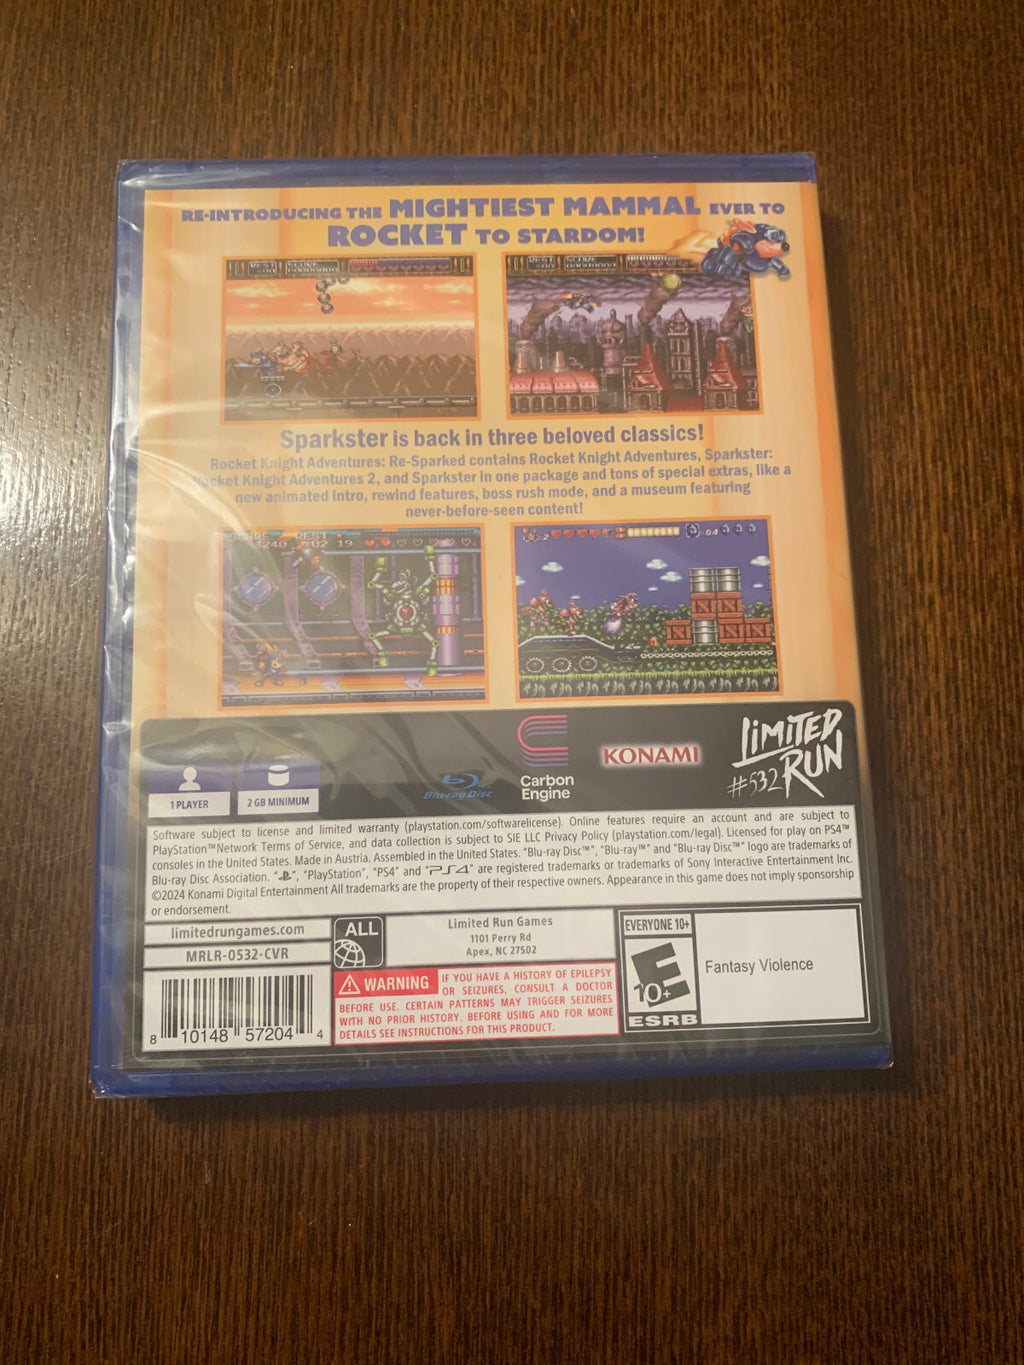 RE-INTRODUCING THE MIGHTIEST MAMMAL EVER TO
ROCKET TO STARDOM!
REST SCORE
REST SCORE
Sparkster is back in three beloved classics!
Rocket Knight Adventures: Re-Sparked contains Rocket Knight Adventures, Sparkster:
Rocket Knight Adventures 2, and Sparkster in one package and tons of special extras, like a
new animated intro, rewind features, boss rush mode, and a museum featuring
never-before-seen content!
REST
3240 02 19
1 PLAYER
2 GB MINIMUM
Blu-ray Disc
Carbon
Engine
KONAMI
LIMITED
RUN
#532
Software subject to license and limited warranty (playstation.com/softwarelicense). Online features require an account and are subject to
PlayStation™Network Terms of Service, and data collection is subject to SIE LLC Privacy Policy (playstation.com/legal). Licensed for play on PS4™
consoles in the United States. Made in Austria. Assembled in the United States. "Blu-ray Disc™", "Blu-ray™" and "Blu-ray Disc™" logo are trademarks of
Blu-ray Disc Association. " ", "PlayStation", "PS4" and "PS4" are registered trademarks or trademarks of Sony Interactive Entertainment Inc.
©2024 Konami Digital Entertainment All trademarks are the property of their respective owners. Appearance in this game does not imply sponsorship
or endorsement.
limitedrungames.com
MRLR-0532-CVR
8 10148 57204 4
ALL
Limited Run Games
1101 Perry Rd
Apex, NC 27502
WARNING IF YOU HAVE A HISTORY OF EPILEPSY
OR SEIZURES, CONSULT A DOCTOR
BEFORE USE. CERTAIN PATTERNS MAY TRIGGER SEIZURES
WITH NO PRIOR HISTORY. BEFORE USING AND FOR MORE
DETAILS SEE INSTRUCTIONS FOR THIS PRODUCT.
EVERYONE 10+
E
10+
ESRB
Fantasy Violence